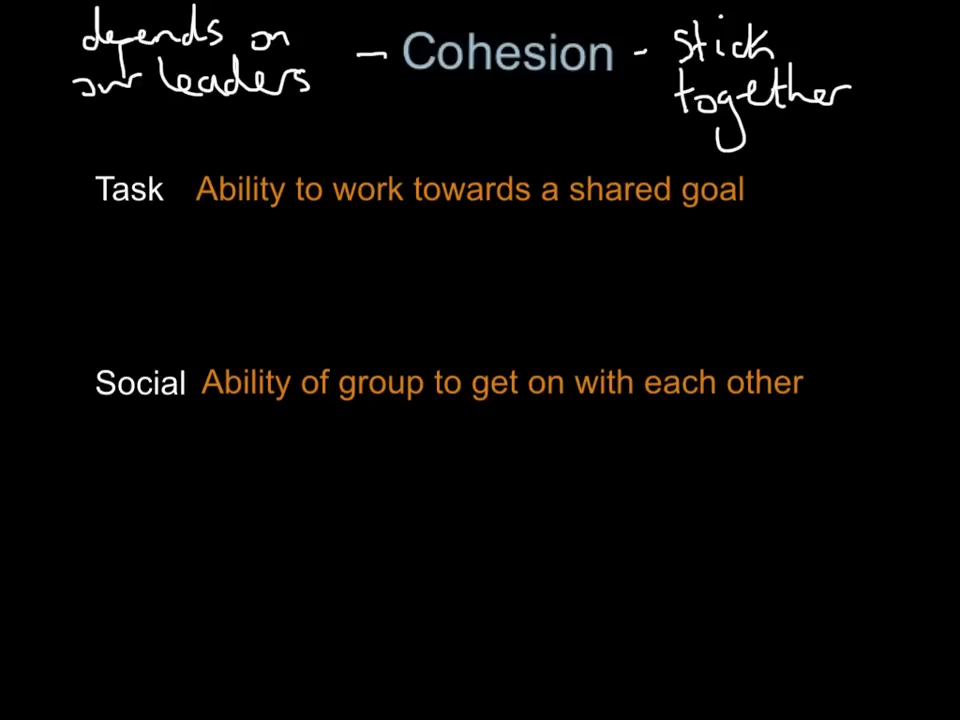 depends on
our leaders
– Cohesion - stick
together
Task Ability to work towards a shared goal
Social Ability of group to get on with each other